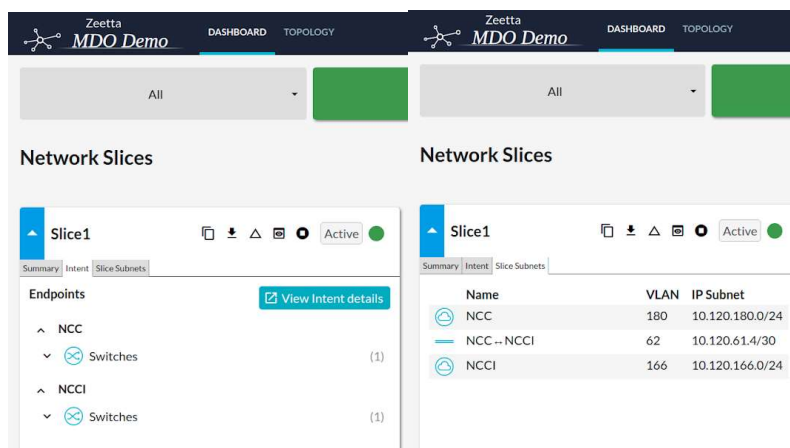 Zeetta
MDO Demo
DASHBOARD TOPOLOGY
All
Network Slices
Slice1
Active
Summary Intent Slice Subnets
Endpoints
View Intent details
NCC
Switches (1)
NCCI
Switches (1)
Zeetta
MDO Demo
DASHBOARD TOPOLOGY
All
Network Slices
Slice1
Active
Summary Intent Slice Subnets
Name VLAN IP Subnet
NCC 180 10.120.180.0/24
NCC↔NCCI 62 10.120.61.4/30
NCCI 166 10.120.166.0/24